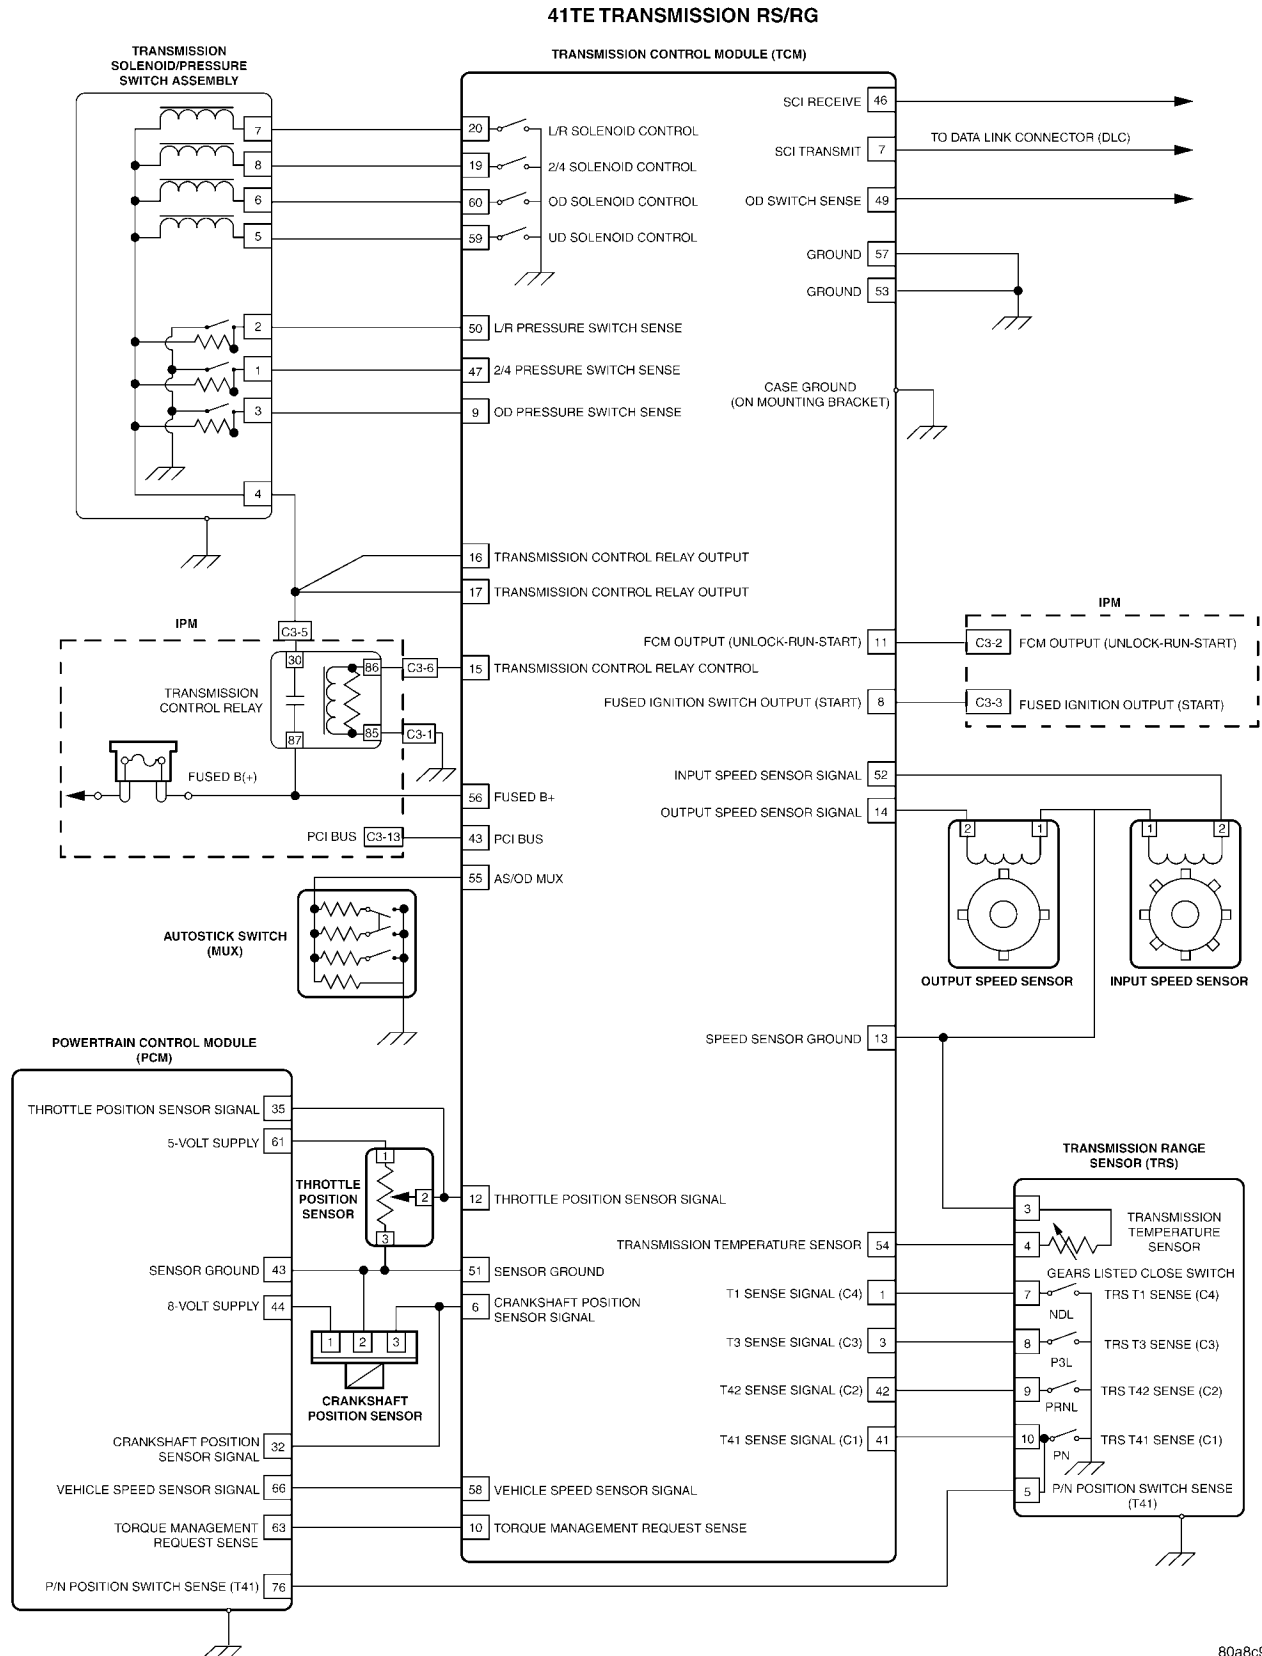 41TE TRANSMISSION RS/RG
TRANSMISSION
SOLENOID/PRESSURE
SWITCH ASSEMBLY
7
8
6
5
2
1
3
4
TRANSMISSION CONTROL MODULE (TCM)
20 L/R SOLENOID CONTROL
19 2/4 SOLENOID CONTROL
60 OD SOLENOID CONTROL
59 UD SOLENOID CONTROL
50 L/R PRESSURE SWITCH SENSE
47 2/4 PRESSURE SWITCH SENSE
9 OD PRESSURE SWITCH SENSE
16 TRANSMISSION CONTROL RELAY OUTPUT
17 TRANSMISSION CONTROL RELAY OUTPUT
15 TRANSMISSION CONTROL RELAY CONTROL
56 FUSED B+
43 PCI BUS
55 AS/OD MUX
SCI RECEIVE 46
SCI TRANSMIT 7
TO DATA LINK CONNECTOR (DLC)
OD SWITCH SENSE 49
GROUND 57
GROUND 53
CASE GROUND
(ON MOUNTING BRACKET)
FCM OUTPUT (UNLOCK-RUN-START) 11
FUSED IGNITION SWITCH OUTPUT (START) 8
IPM
C3-2 FCM OUTPUT (UNLOCK-RUN-START)
C3-3 FUSED IGNITION OUTPUT (START)
IPM
C3-5
30
86 C3-6
TRANSMISSION
CONTROL RELAY
87
85 C3-1
FUSED B(+)
PCI BUS C3-13
AUTOSTICK SWITCH
(MUX)
INPUT SPEED SENSOR SIGNAL 52
OUTPUT SPEED SENSOR SIGNAL 14
2 1
1 2
OUTPUT SPEED SENSOR
INPUT SPEED SENSOR
SPEED SENSOR GROUND 13
POWERTRAIN CONTROL MODULE
(PCM)
THROTTLE POSITION SENSOR SIGNAL 35
5-VOLT SUPPLY 61
THROTTLE
POSITION
SENSOR
1
2
3
12 THROTTLE POSITION SENSOR SIGNAL
SENSOR GROUND 43
51 SENSOR GROUND
8-VOLT SUPPLY 44
6 CRANKSHAFT POSITION
SENSOR SIGNAL
1 2 3
CRANKSHAFT
POSITION SENSOR
CRANKSHAFT POSITION
SENSOR SIGNAL 32
VEHICLE SPEED SENSOR SIGNAL 66
58 VEHICLE SPEED SENSOR SIGNAL
TORQUE MANAGEMENT
REQUEST SENSE 63
10 TORQUE MANAGEMENT REQUEST SENSE
P/N POSITION SWITCH SENSE (T41) 76
TRANSMISSION TEMPERATURE SENSOR 54
T1 SENSE SIGNAL (C4) 1
T3 SENSE SIGNAL (C3) 3
T42 SENSE SIGNAL (C2) 42
T41 SENSE SIGNAL (C1) 41
TRANSMISSION RANGE
SENSOR (TRS)
3
4
TRANSMISSION
TEMPERATURE
SENSOR
GEARS LISTED CLOSE SWITCH
7 TRS T1 SENSE (C4)
NDL
8 TRS T3 SENSE (C3)
P3L
9 TRS T42 SENSE (C2)
PRNL
10 TRS T41 SENSE (C1)
PN
5 P/N POSITION SWITCH SENSE
(T41)